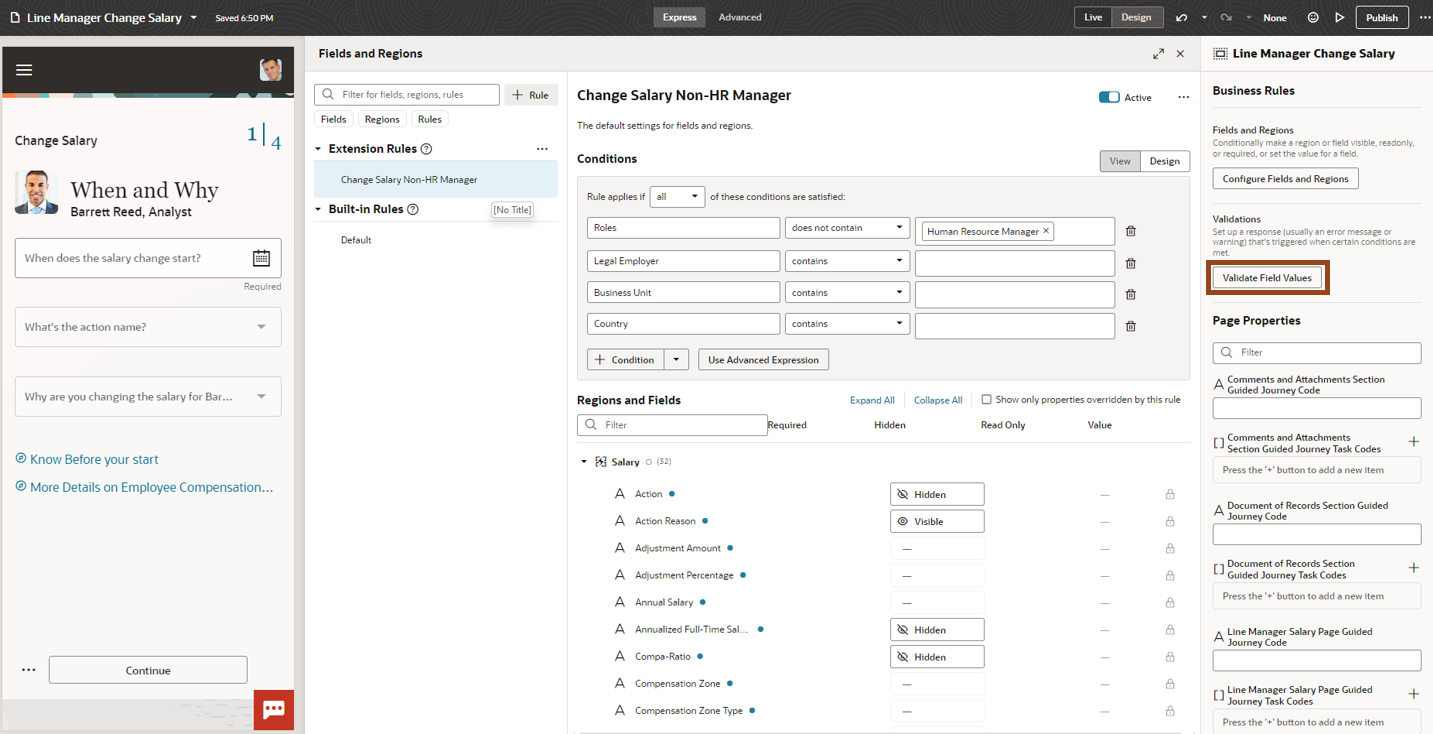 Line Manager Change Salary
Saved 6:50 PM
Express
Advanced
Live
Design
None
Publish
Change Salary
1
4
When and Why
Barrett Reed, Analyst
When does the salary change start?
Required
What's the action name?
Why are you changing the salary for Bar...
Know Before your start
More Details on Employee Compensation...
Continue
Fields and Regions
Filter for fields, regions, rules
+ Rule
Fields
Regions
Rules
Extension Rules
Change Salary Non-HR Manager
Built-in Rules
[No Title]
Default
Change Salary Non-HR Manager
Active
The default settings for fields and regions.
Conditions
View
Design
Rule applies if all of these conditions are satisfied:
Roles does not contain Human Resource Manager ×
Legal Employer contains
Business Unit contains
Country contains
+ Condition
Use Advanced Expression
Regions and Fields
Expand All
Collapse All
Show only properties overridden by this rule
Filter
Required
Hidden
Read Only
Value
Salary (32)
A Action Hidden —
A Action Reason Visible —
A Adjustment Amount — —
A Adjustment Percentage — —
A Annual Salary — —
A Annualized Full-Time Sal... Hidden —
A Compa-Ratio Hidden —
A Compensation Zone — —
A Compensation Zone Type — —
Line Manager Change Salary
Business Rules
Fields and Regions
Conditionally make a region or field visible, readonly,
or required, or set the value for a field.
Configure Fields and Regions
Validations
Set up a response (usually an error message or
warning) that's triggered when certain conditions are
met.
Validate Field Values
Page Properties
Filter
A Comments and Attachments Section
Guided Journey Code
[] Comments and Attachments
Section Guided Journey Task Codes
Press the '+' button to add a new item
A Document of Records Section Guided
Journey Code
[] Document of Records Section
Guided Journey Task Codes
Press the '+' button to add a new item
A Line Manager Salary Page Guided
Journey Code
[] Line Manager Salary Page Guided
Journey Task Codes
Press the '+' button to add a new item